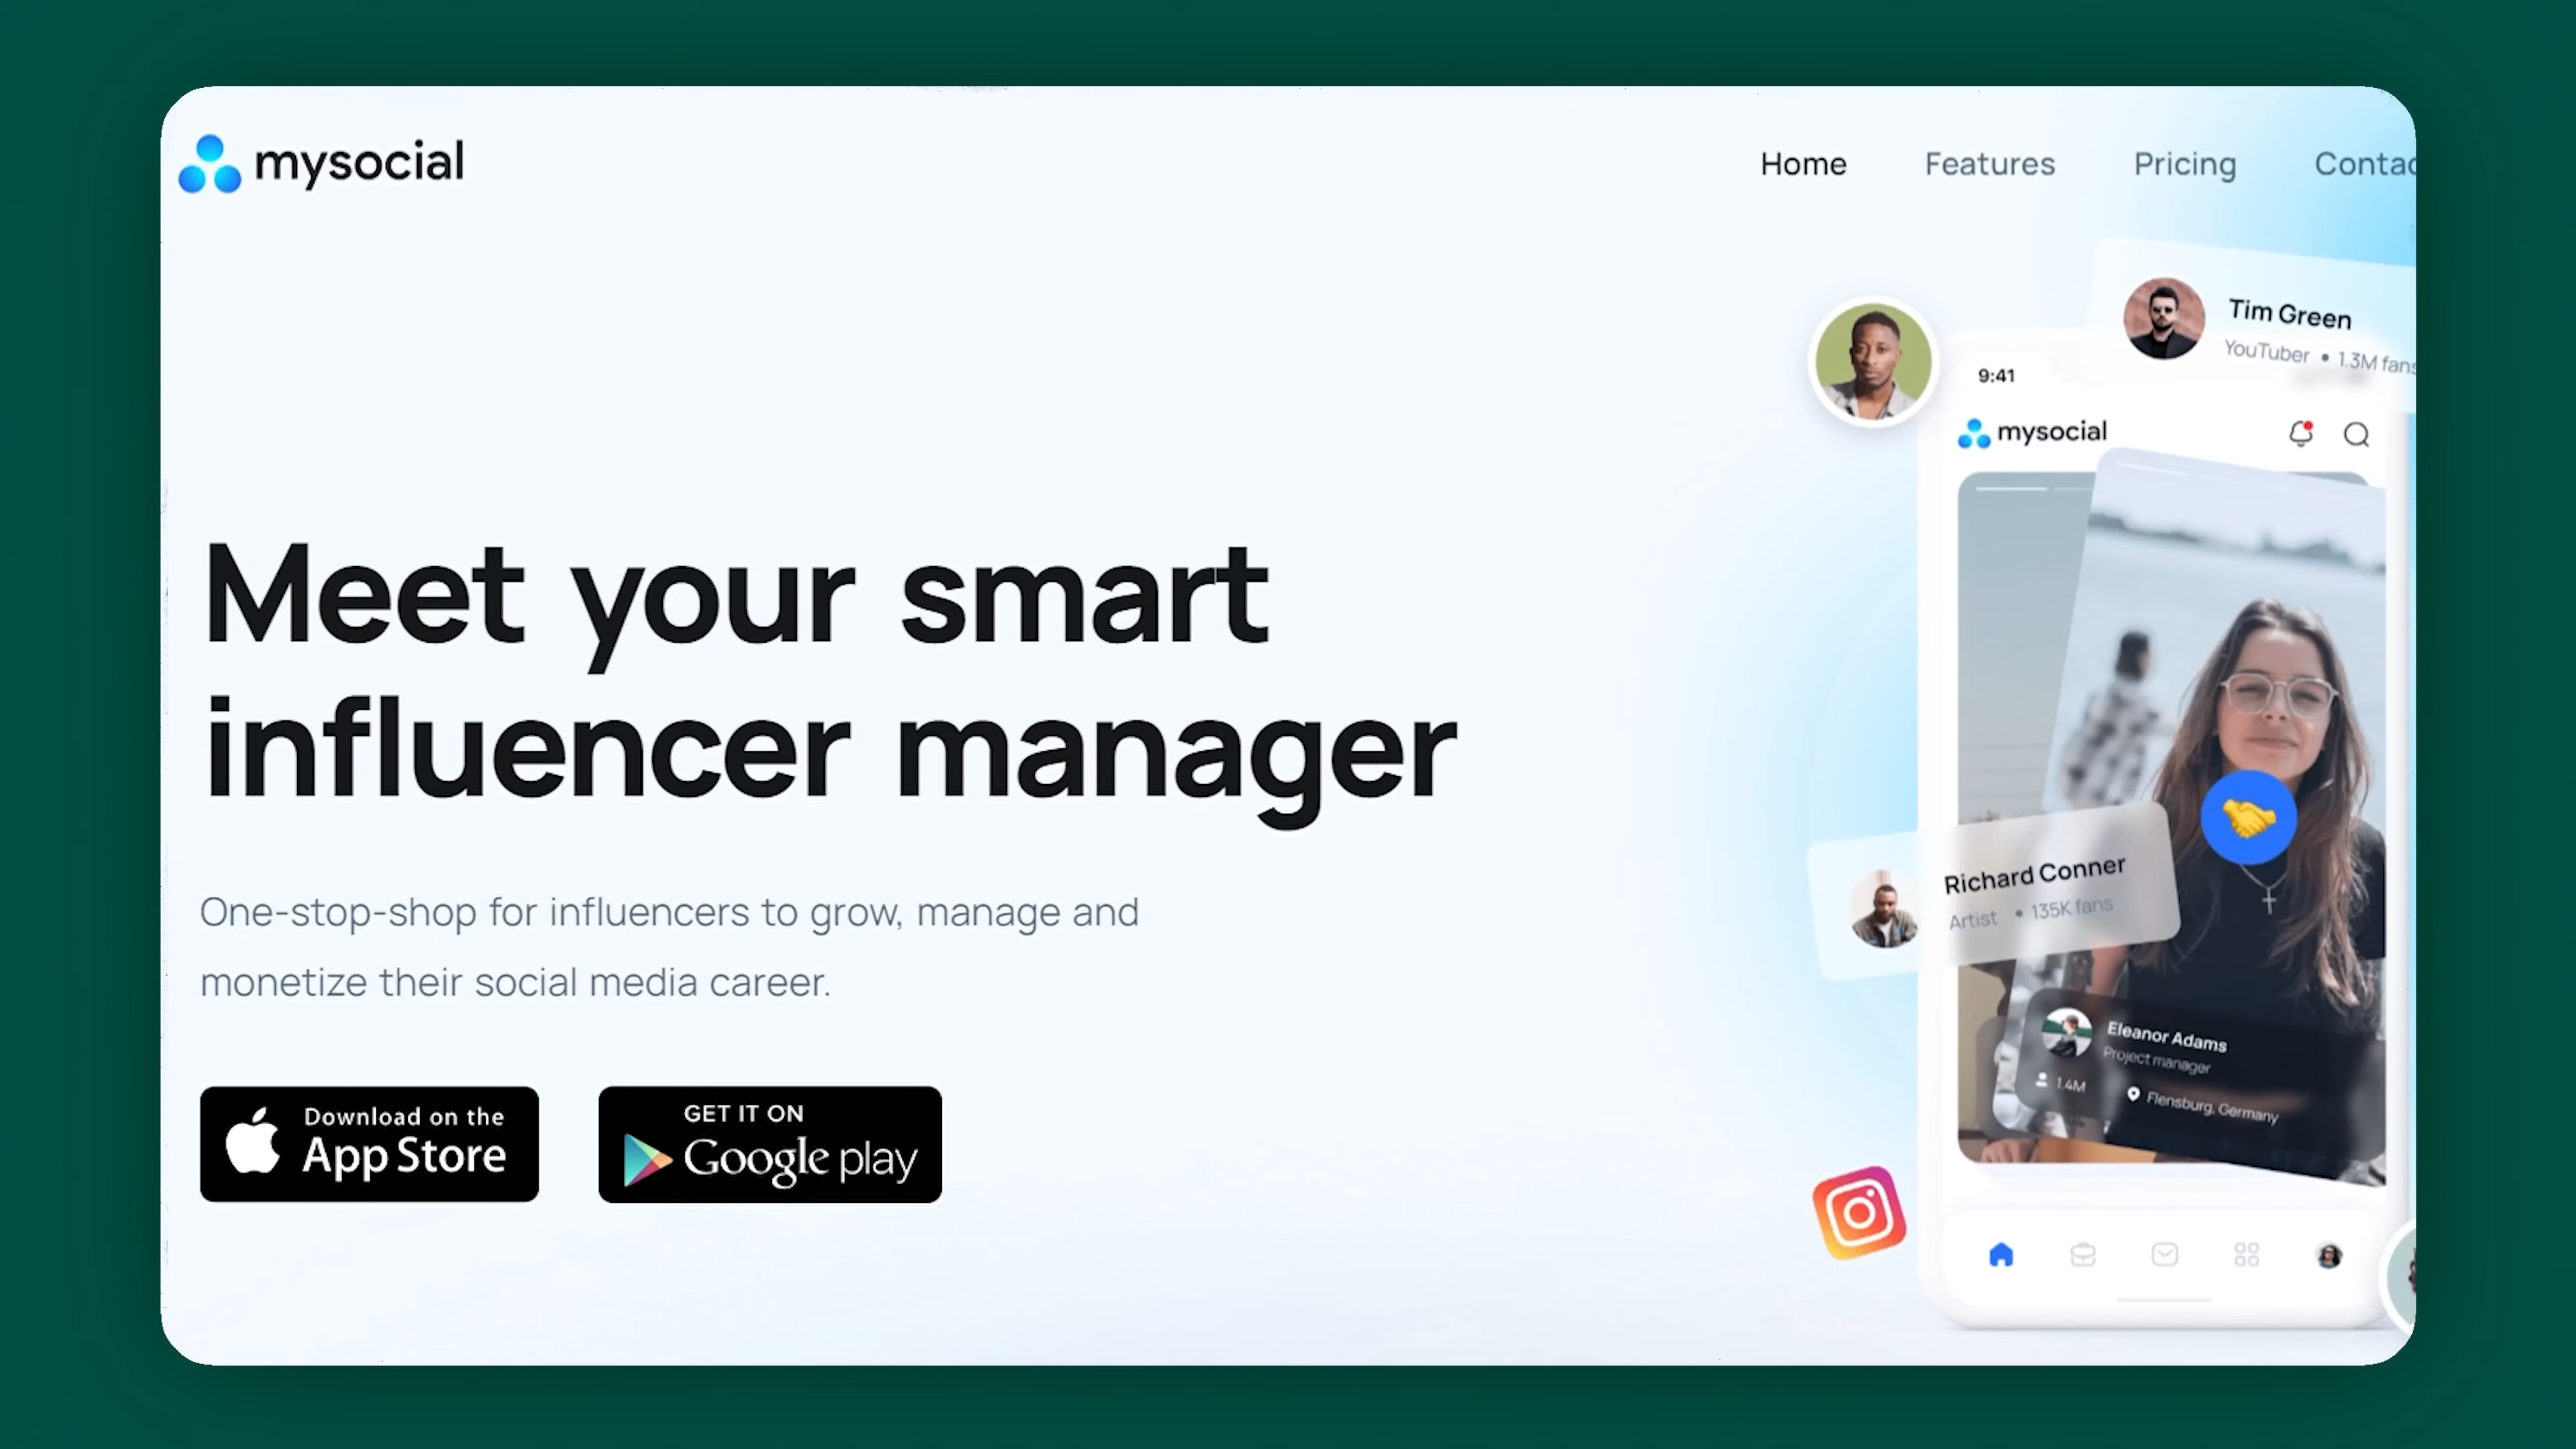 mysocial
Home Features Pricing Contac
Tim Green
YouTuber • 1.3M fans
9:41
mysocial
Meet your smart
influencer manager
Richard Conner
Artist • 135K fans
One-stop-shop for influencers to grow, manage and
monetize their social media career.
Eleanor Adams
Project manager
1.4M
Flensburg, Germany
Download on the
App Store
GET IT ON
Google play